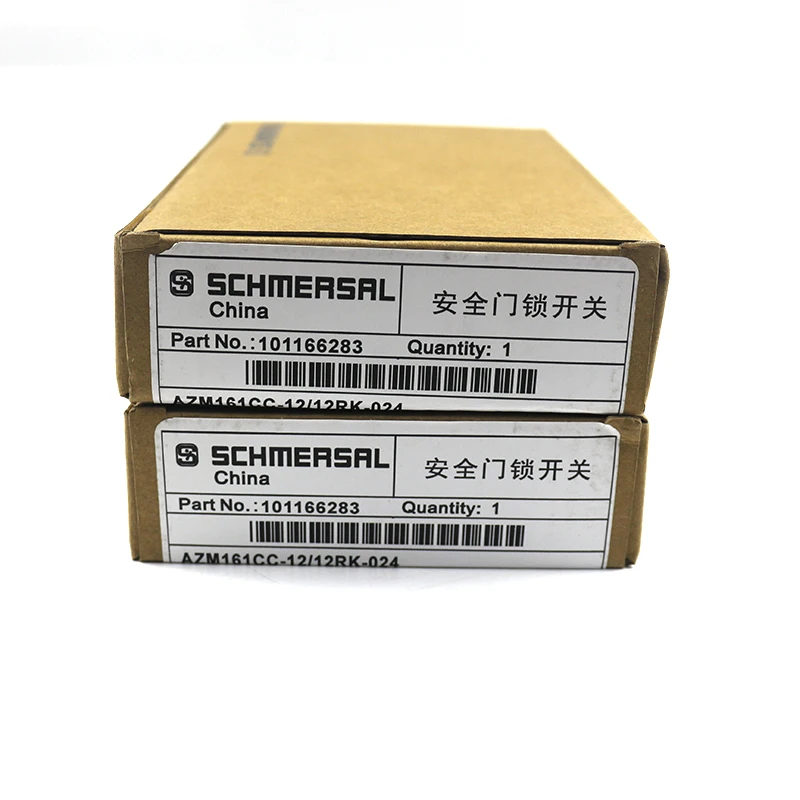 SCHMERSAL
China
安全门锁开关
Part No.:101166283 Quantity: 1
AZM161CC-12/12RK-024
SCHMERSAL
China
安全门锁开关
Part No.:101166283 Quantity: 1
AZM161CC-12/12RK-024